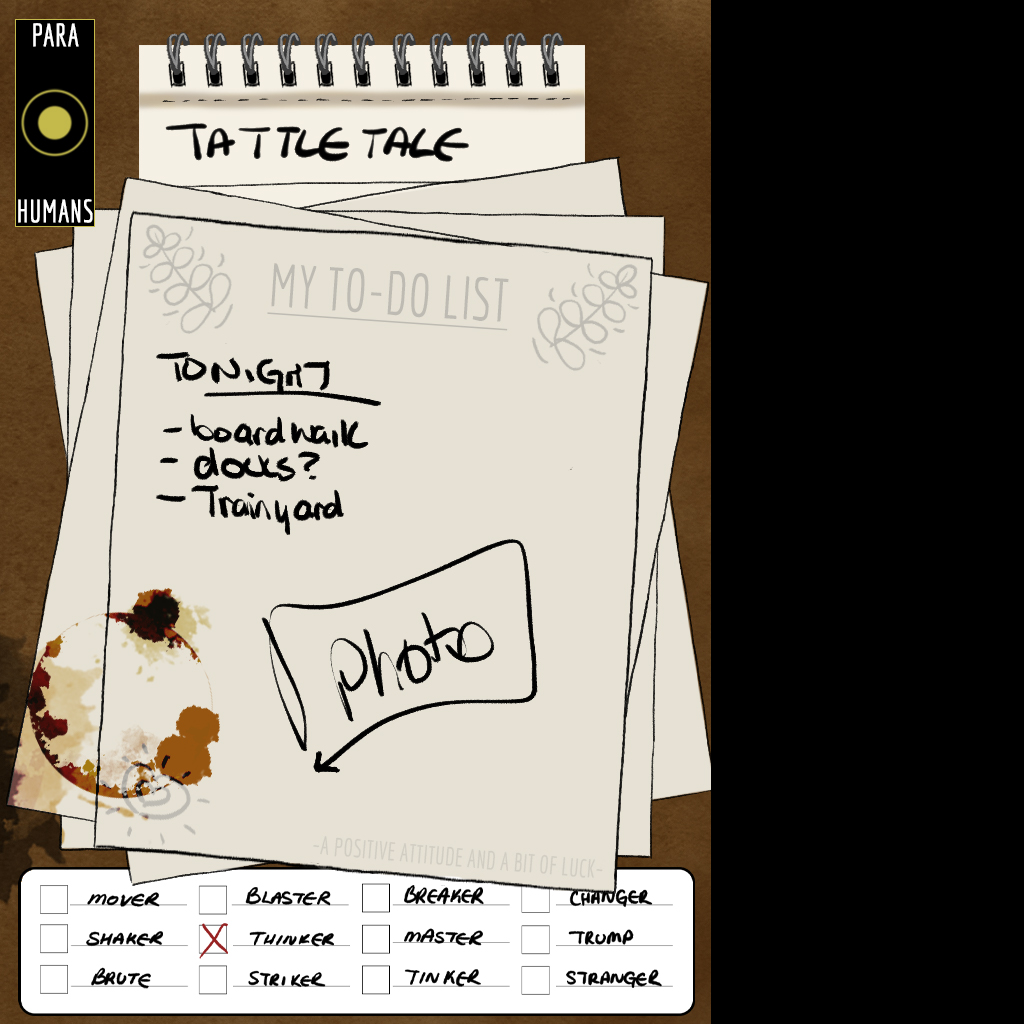 PARA
HUMANS
TATTLETALE
MY TO-DO LIST
TONIGHT
- boardwalk
- docks?
- Trainyard
photo
-A POSITIVE ATTITUDE AND A BIT OF LUCK-
MOVER BLASTER BREAKER CHANGER
SHAKER THINKER MASTER TRUMP
BRUTE STRIKER TINKER STRANGER